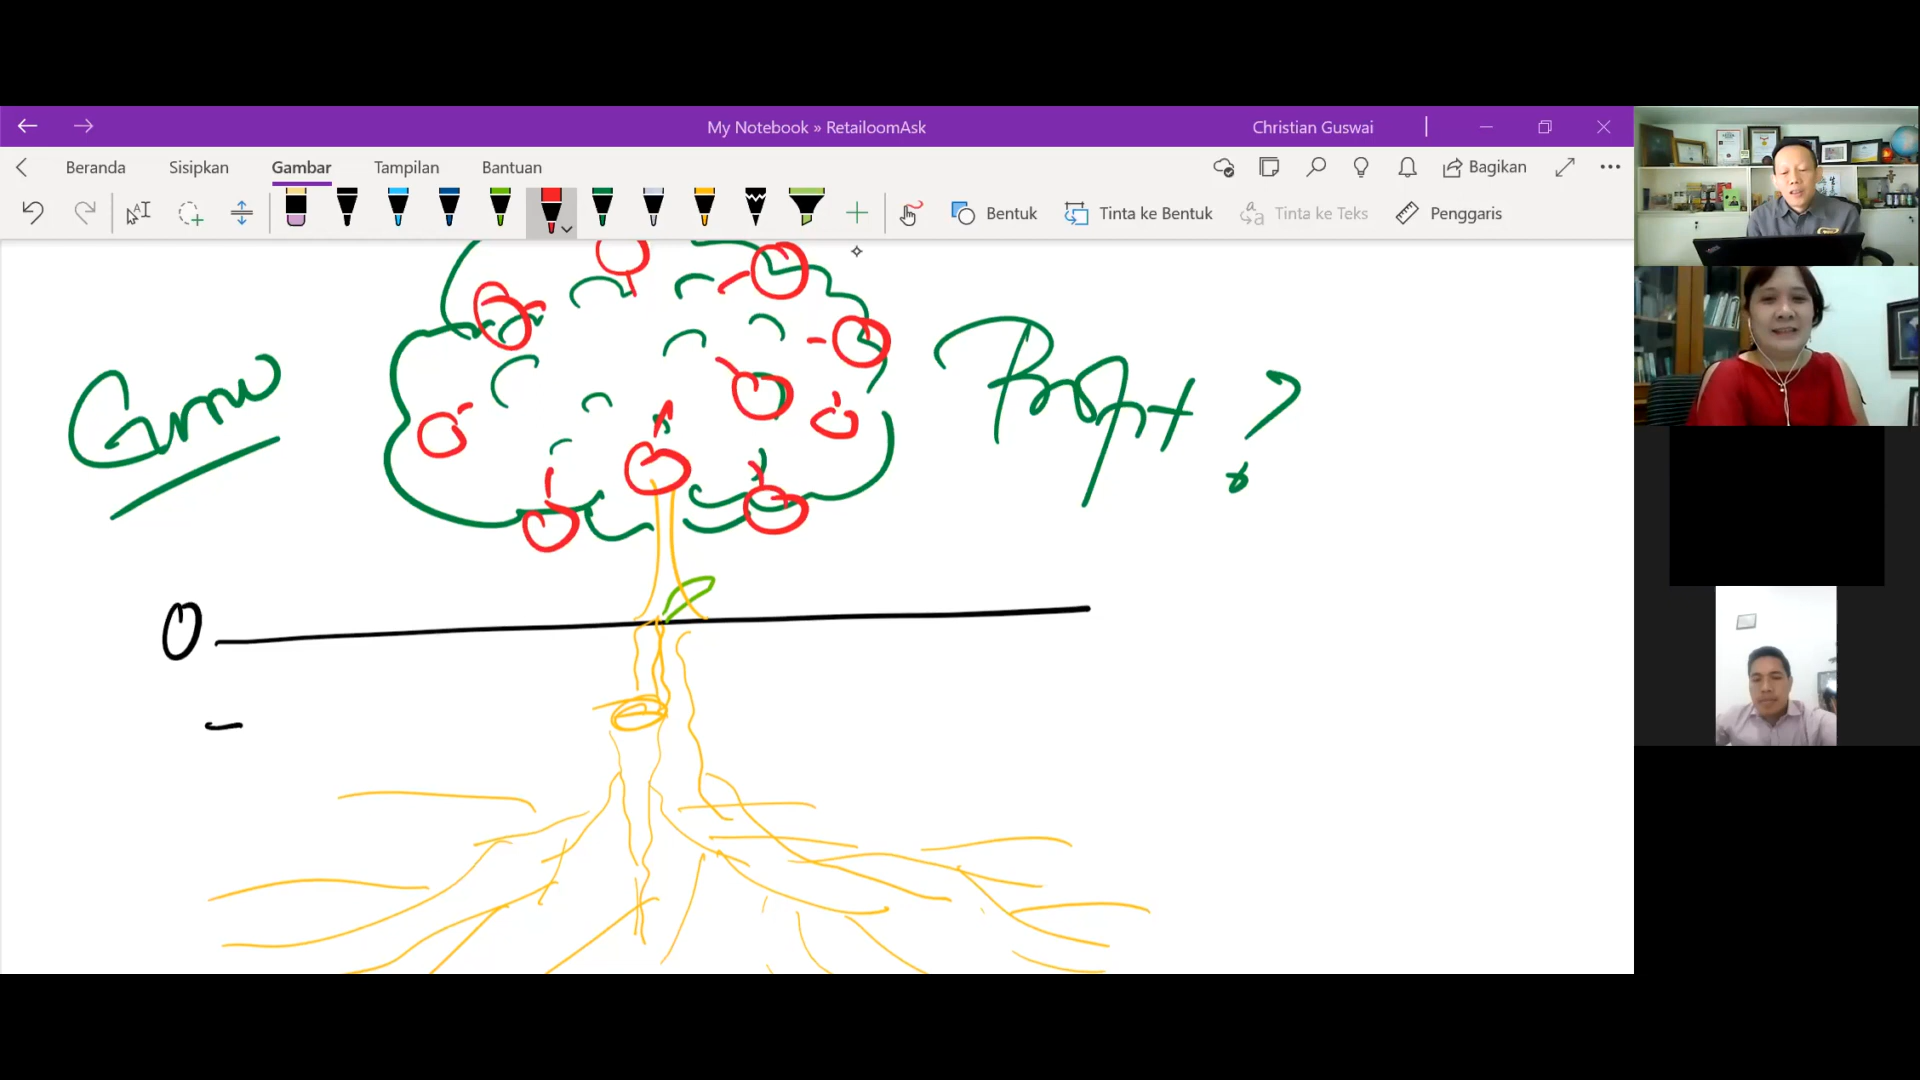 My Notebook » RetailoomAsk
Christian Guswai
Beranda Sisipkan Gambar Tampilan Bantuan
Bagikan
Bentuk
Tinta ke Bentuk
Tinta ke Teks
Penggaris
Grow
Profit ?
0
-